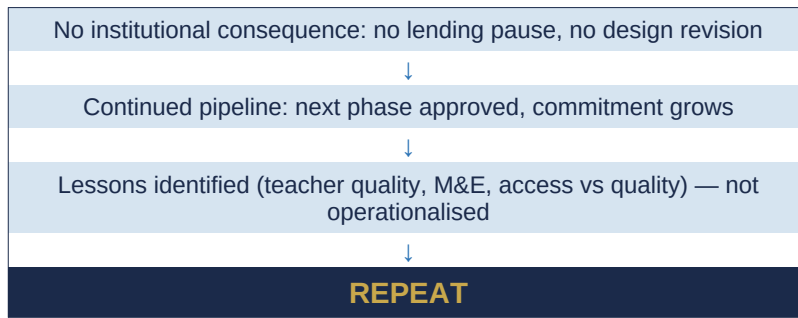 No institutional consequence: no lending pause, no design revision
↓
Continued pipeline: next phase approved, commitment grows
↓
Lessons identified (teacher quality, M&E, access vs quality) — not
operationalised
↓
REPEAT